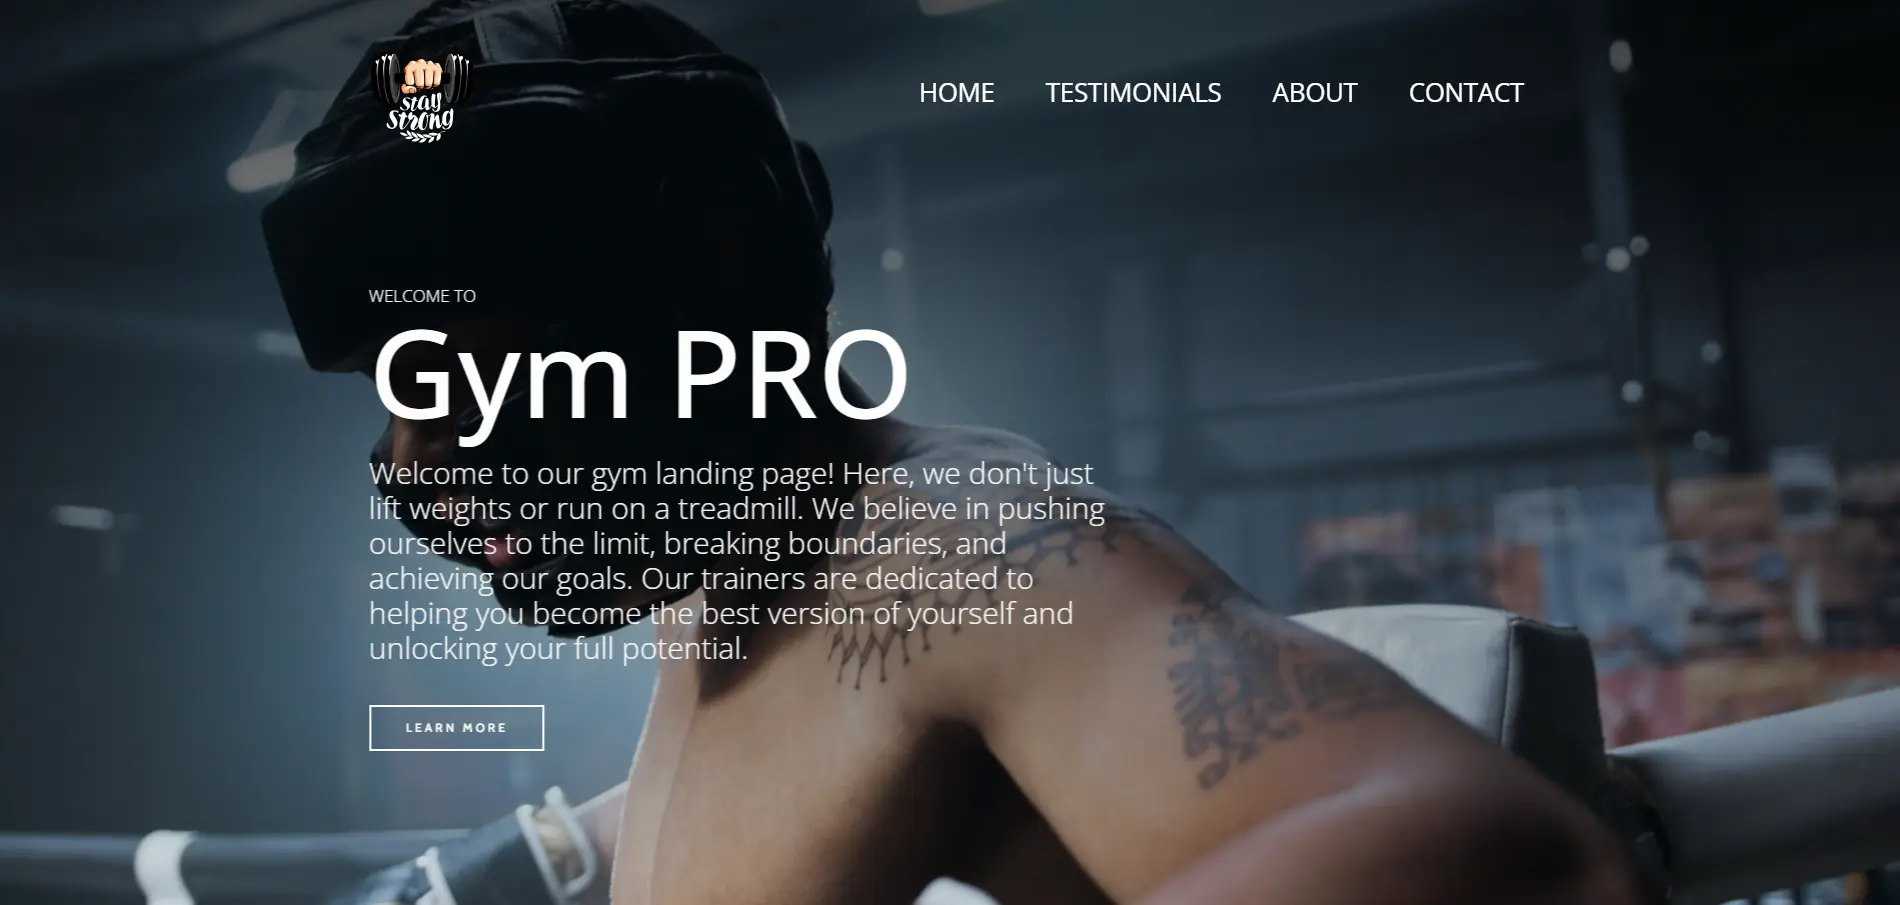 stay
strong
HOME TESTIMONIALS ABOUT CONTACT
WELCOME TO
Gym PRO
Welcome to our gym landing page! Here, we don't just
lift weights or run on a treadmill. We believe in pushing
ourselves to the limit, breaking boundaries, and
achieving our goals. Our trainers are dedicated to
helping you become the best version of yourself and
unlocking your full potential.
LEARN MORE